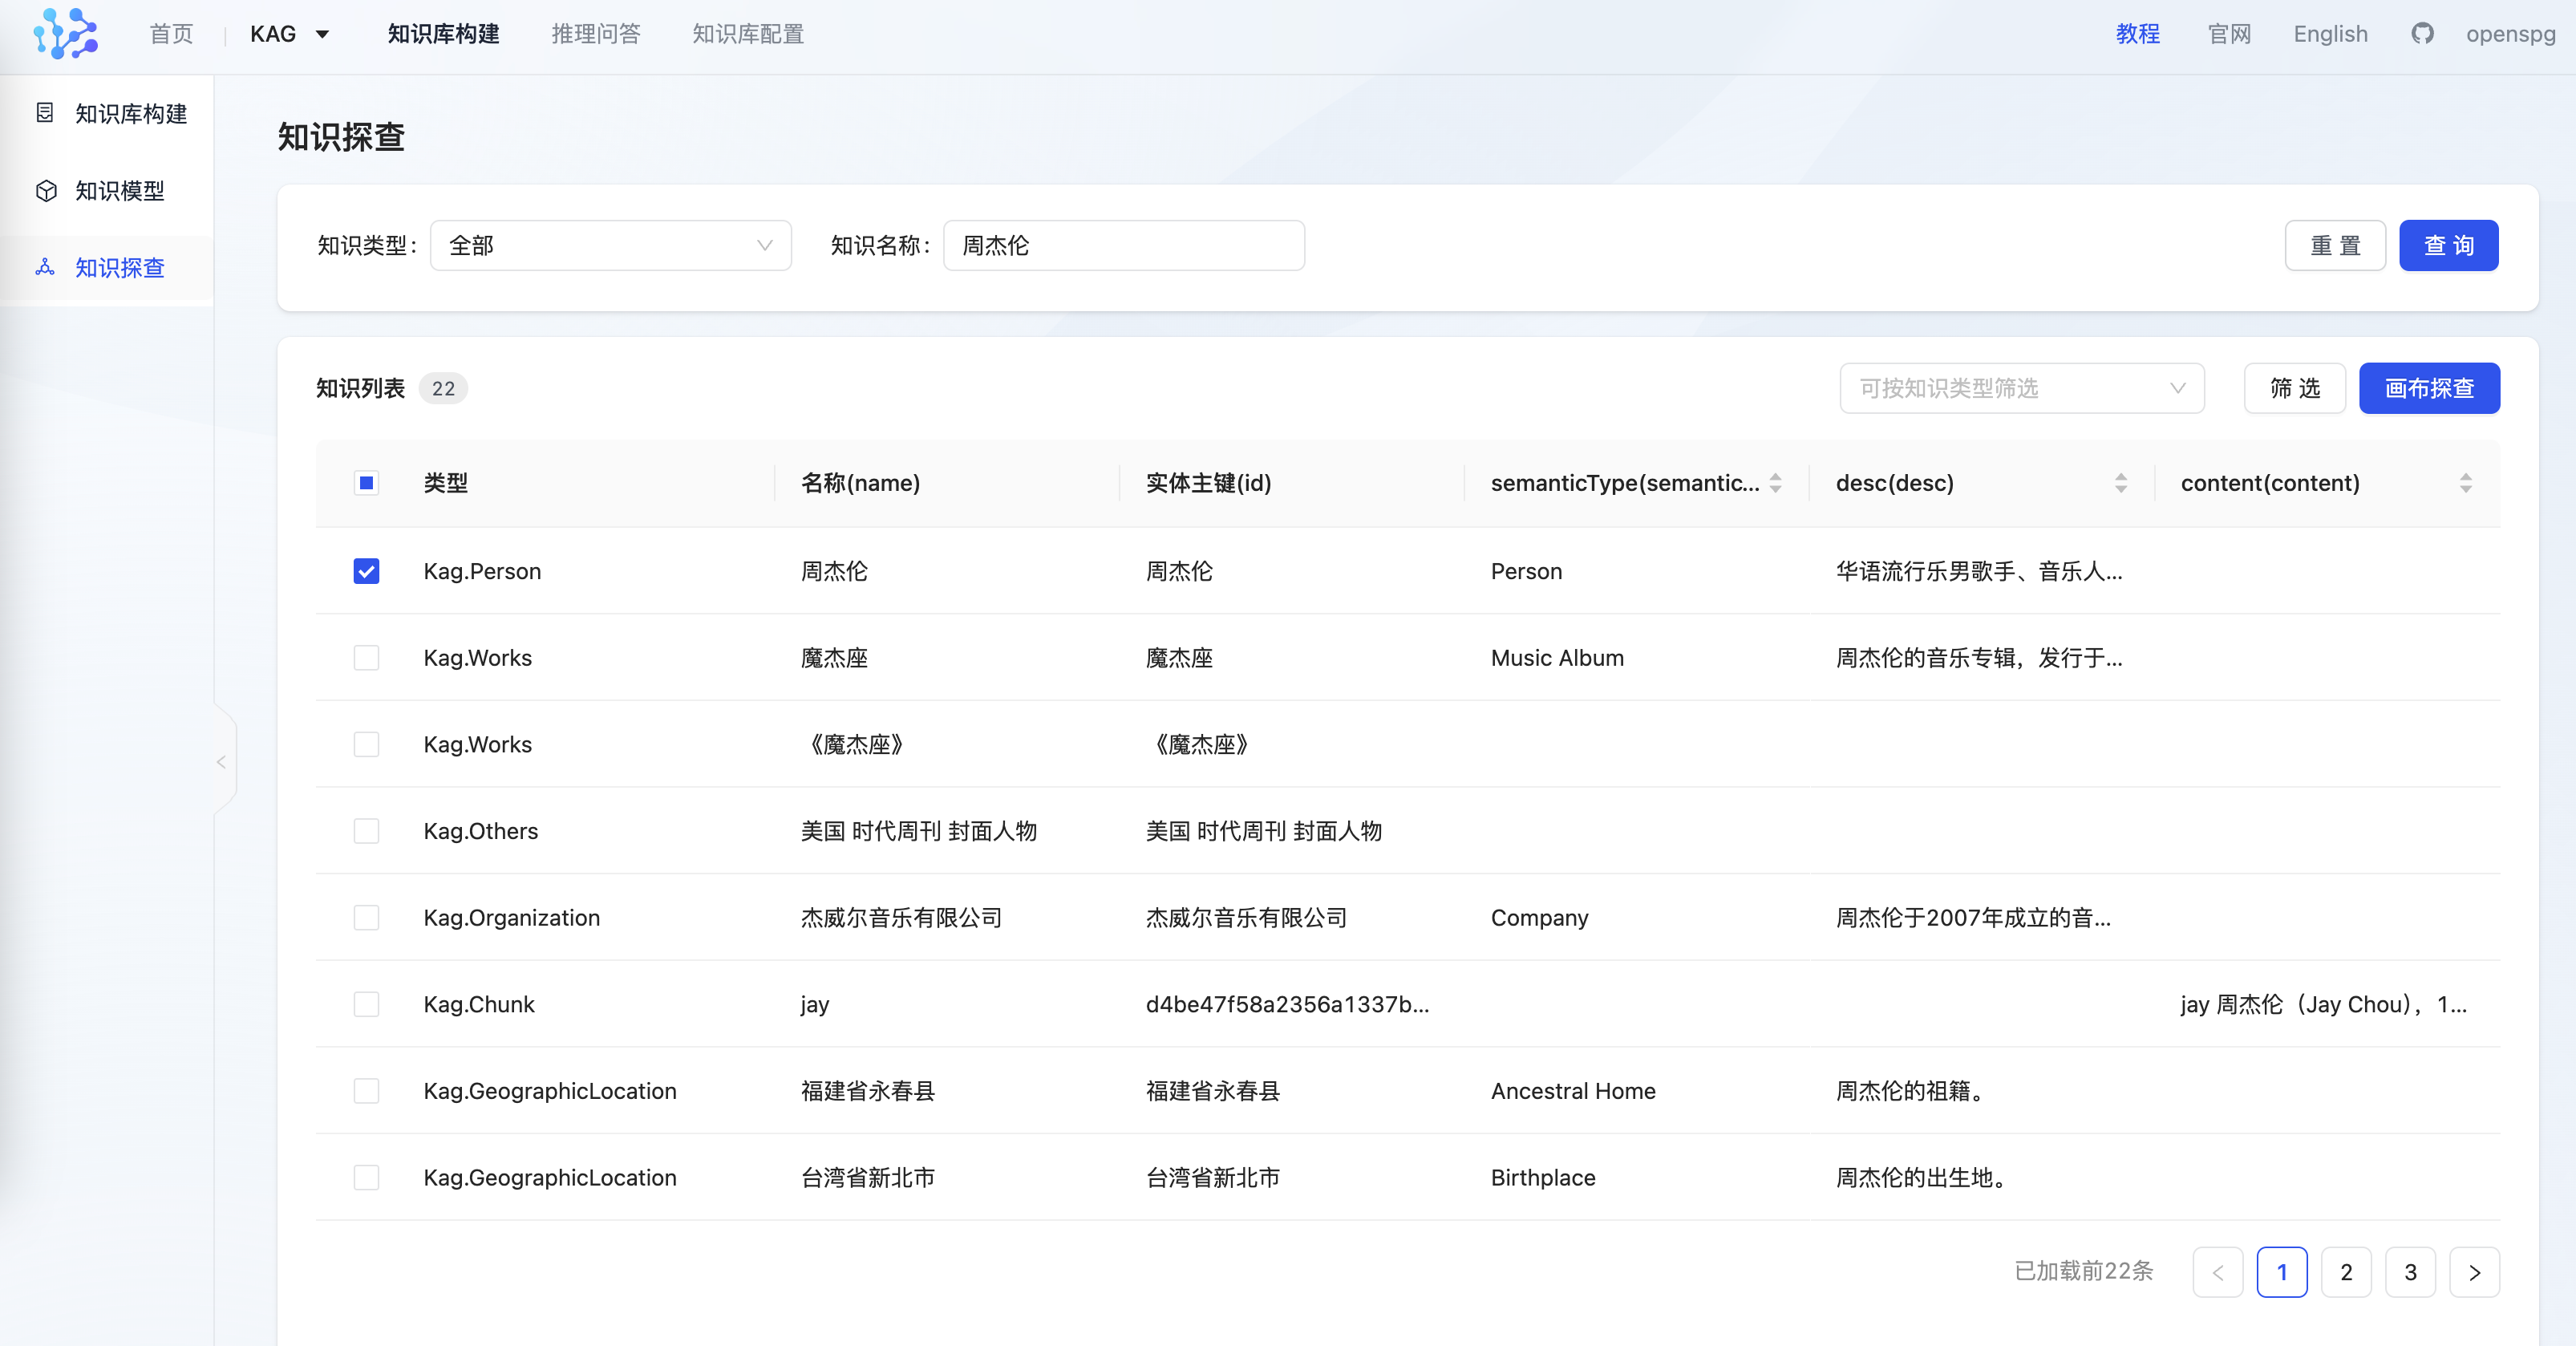 首页 | KAG 知识库构建 推理问答 知识库配置 教程 官网 English openspg
知识库构建
知识模型
知识探查
知识探查
知识类型: 全部 知识名称: 周杰伦 重 置 查 询
知识列表 22 可按知识类型筛选 筛 选 画布探查
类型 名称(name) 实体主键(id) semanticType(semantic... desc(desc) content(content)
Kag.Person 周杰伦 周杰伦 Person 华语流行乐男歌手、音乐人...
Kag.Works 魔杰座 魔杰座 Music Album 周杰伦的音乐专辑，发行于...
Kag.Works 《魔杰座》 《魔杰座》
Kag.Others 美国 时代周刊 封面人物 美国 时代周刊 封面人物
Kag.Organization 杰威尔音乐有限公司 杰威尔音乐有限公司 Company 周杰伦于2007年成立的音...
Kag.Chunk jay d4be47f58a2356a1337b... jay 周杰伦（Jay Chou），1...
Kag.GeographicLocation 福建省永春县 福建省永春县 Ancestral Home 周杰伦的祖籍。
Kag.GeographicLocation 台湾省新北市 台湾省新北市 Birthplace 周杰伦的出生地。
已加载前22条 < 1 2 3 >